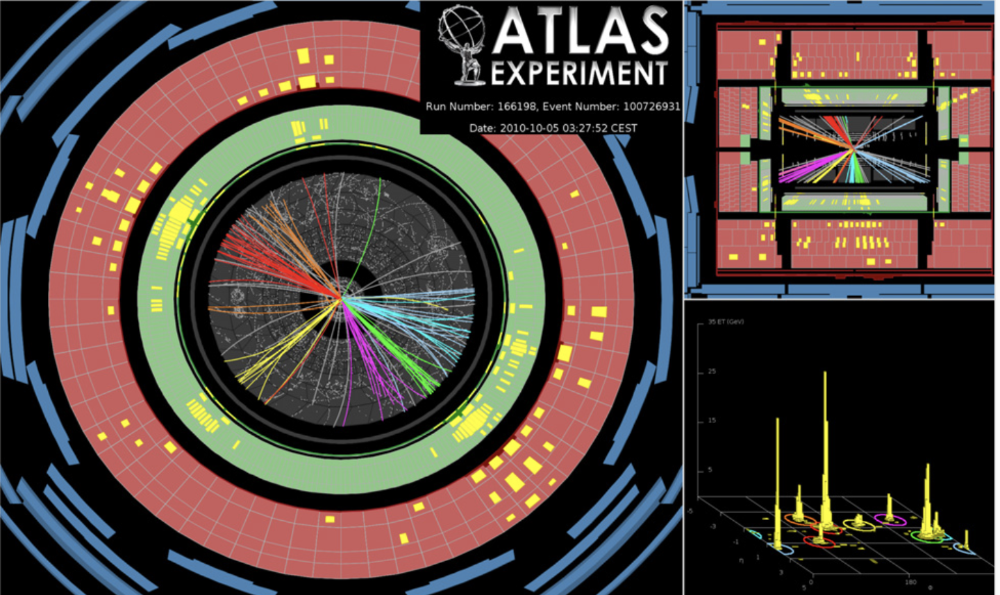 ATLAS
EXPERIMENT
Run Number: 166198, Event Number: 100726931
Date: 2010-10-05 03:27:52 CEST
35 ET (GeV)
25
15
5
-5
-3
-1
η
1
3
5
0
180
Φ